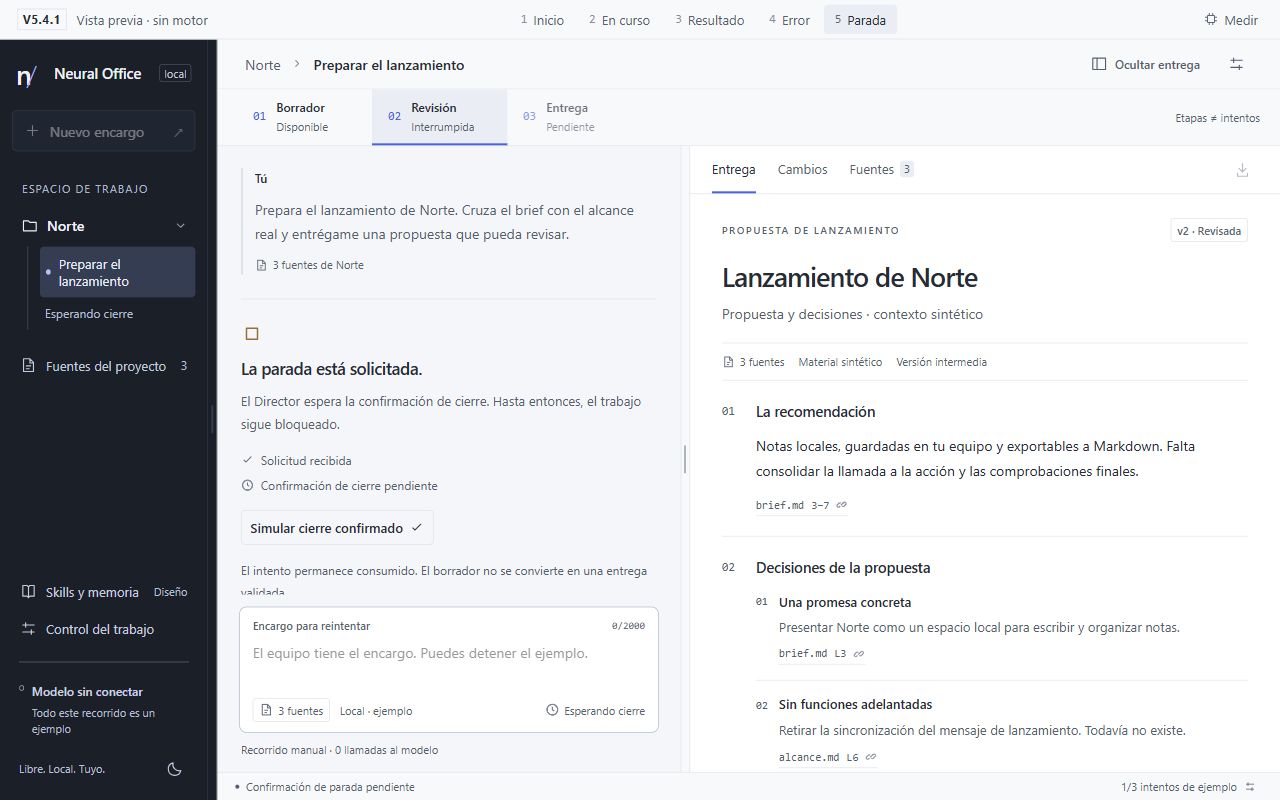 V5.4.1 Vista previa · sin motor
1 Inicio 2 En curso 3 Resultado 4 Error 5 Parada
Medir
n/ Neural Office local
Nuevo encargo
ESPACIO DE TRABAJO
Norte
Preparar el
lanzamiento
Esperando cierre
Fuentes del proyecto 3
Skills y memoria Diseño
Control del trabajo
Modelo sin conectar
Todo este recorrido es un
ejemplo
Libre. Local. Tuyo.
Norte > Preparar el lanzamiento
Ocultar entrega
01 Borrador
Disponible
02 Revisión
Interrumpida
03 Entrega
Pendiente
Etapas ≠ intentos
Tú
Prepara el lanzamiento de Norte. Cruza el brief con el alcance
real y entrégame una propuesta que pueda revisar.
3 fuentes de Norte
La parada está solicitada.
El Director espera la confirmación de cierre. Hasta entonces, el trabajo
sigue bloqueado.
Solicitud recibida
Confirmación de cierre pendiente
Simular cierre confirmado
El intento permanece consumido. El borrador no se convierte en una entrega
validada.
Encargo para reintentar 0/2000
El equipo tiene el encargo. Puedes detener el ejemplo.
3 fuentes Local · ejemplo Esperando cierre
Recorrido manual · 0 llamadas al modelo
Entrega Cambios Fuentes 3
PROPUESTA DE LANZAMIENTO
v2 · Revisada
Lanzamiento de Norte
Propuesta y decisiones · contexto sintético
3 fuentes Material sintético Versión intermedia
01 La recomendación
Notas locales, guardadas en tu equipo y exportables a Markdown. Falta
consolidar la llamada a la acción y las comprobaciones finales.
brief.md 3–7
02 Decisiones de la propuesta
01 Una promesa concreta
Presentar Norte como un espacio local para escribir y organizar notas.
brief.md L3
02 Sin funciones adelantadas
Retirar la sincronización del mensaje de lanzamiento. Todavía no existe.
alcance.md L6
Confirmación de parada pendiente
1/3 intentos de ejemplo